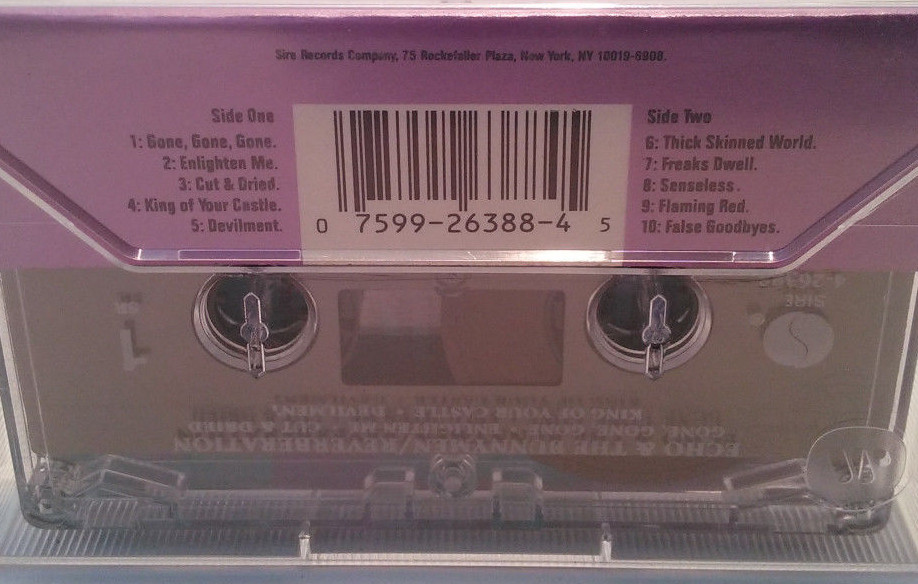 Sire Records Company, 75 Rockefeller Plaza, New York, NY 10019-6908.
Side One
1: Gone, Gone, Gone.
2: Enlighten Me.
3: Cut & Dried.
4: King of Your Castle.
5: Devilment.
0 7599-26388-4 5
Side Two
6: Thick Skinned World.
7: Freaks Dwell.
8: Senseless.
9: Flaming Red.
10: False Goodbyes.
ECHO & THE BUNNYMEN/REVERBERATION
GONE, GONE, GONE • ENLIGHTEN ME • CUT & DRIED
KING OF YOUR CASTLE • DEVILMENT
SIRE
1